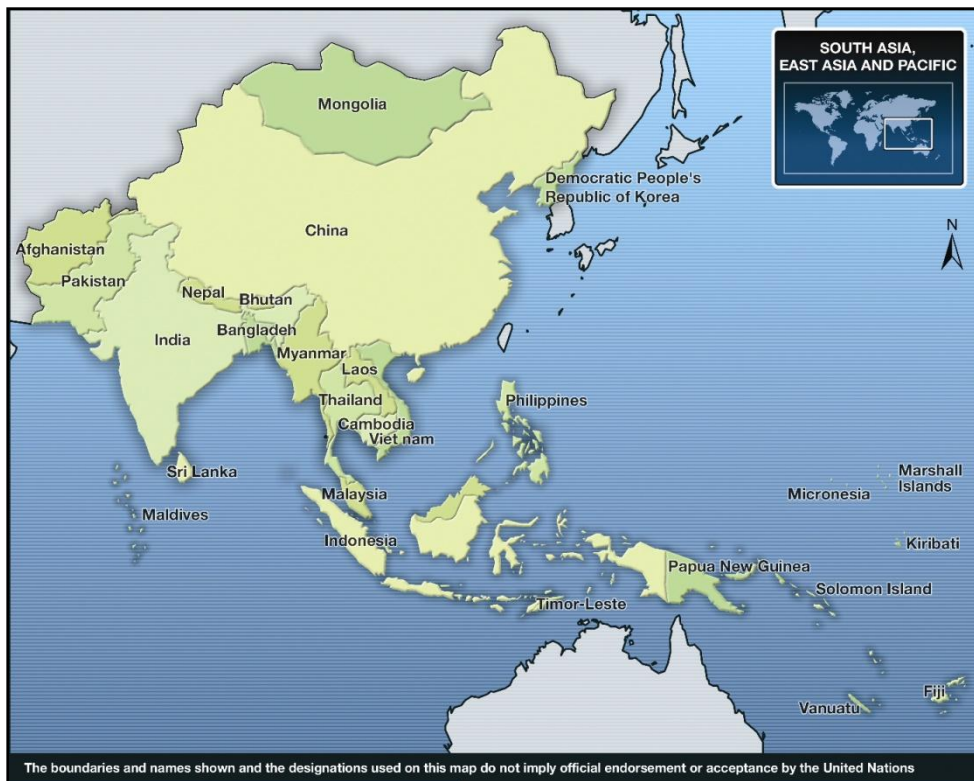 SOUTH ASIA,
EAST ASIA AND PACIFIC
Mongolia
Democratic People's
Republic of Korea
N
China
Afghanistan
Pakistan
Nepal
Bhutan
Bangladeh
India
Myanmar
Laos
Thailand
Philippines
Cambodia
Viet nam
Sri Lanka
Malaysia
Marshall
Islands
Micronesia
Maldives
Indonesia
Kiribati
Papua New Guinea
Solomon Island
Timor-Leste
Fiji
Vanuatu
The boundaries and names shown and the designations used on this map do not imply official endorsement or acceptance by the United Nations